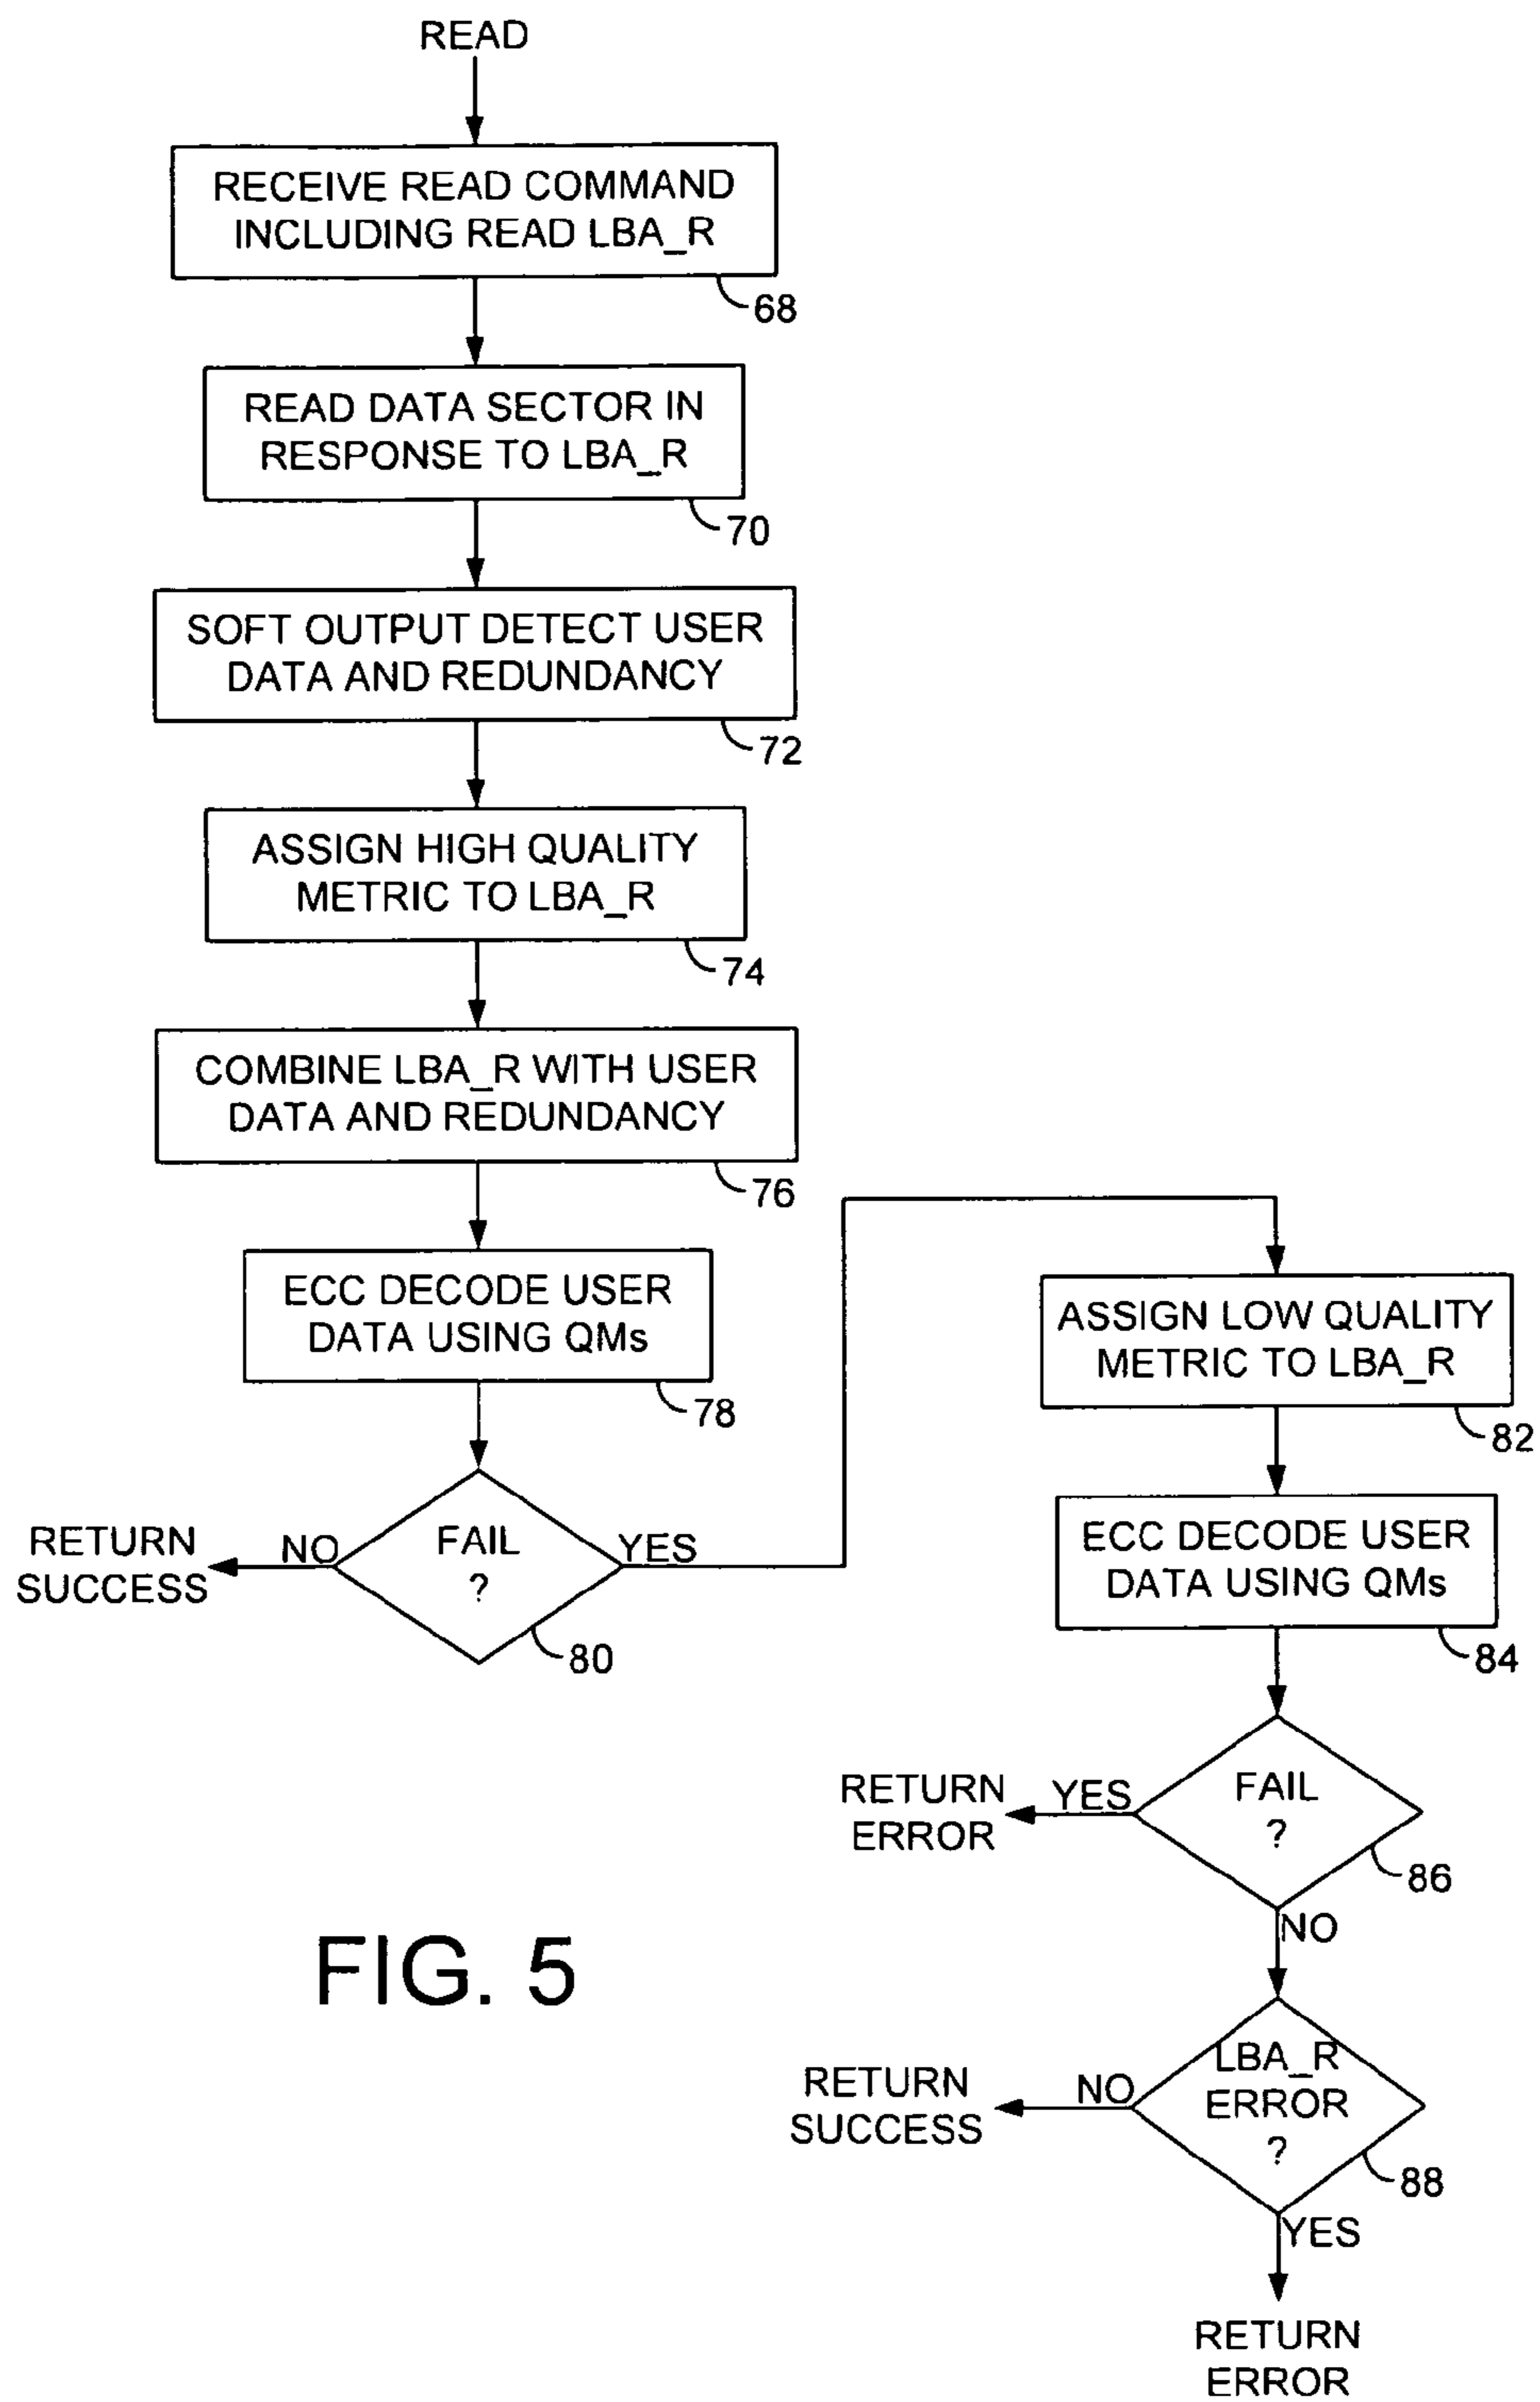 READ
RECEIVE READ COMMAND
INCLUDING READ LBA_R
68
READ DATA SECTOR IN
RESPONSE TO LBA_R
70
SOFT OUTPUT DETECT USER
DATA AND REDUNDANCY
72
ASSIGN HIGH QUALITY
METRIC TO LBA_R
74
COMBINE LBA_R WITH USER
DATA AND REDUNDANCY
76
ECC DECODE USER
DATA USING QMs
78
FAIL
?
80
NO
RETURN
SUCCESS
YES
ASSIGN LOW QUALITY
METRIC TO LBA_R
82
ECC DECODE USER
DATA USING QMs
84
FAIL
?
86
YES
RETURN
ERROR
NO
LBA_R
ERROR
?
88
NO
RETURN
SUCCESS
YES
RETURN
ERROR
FIG. 5